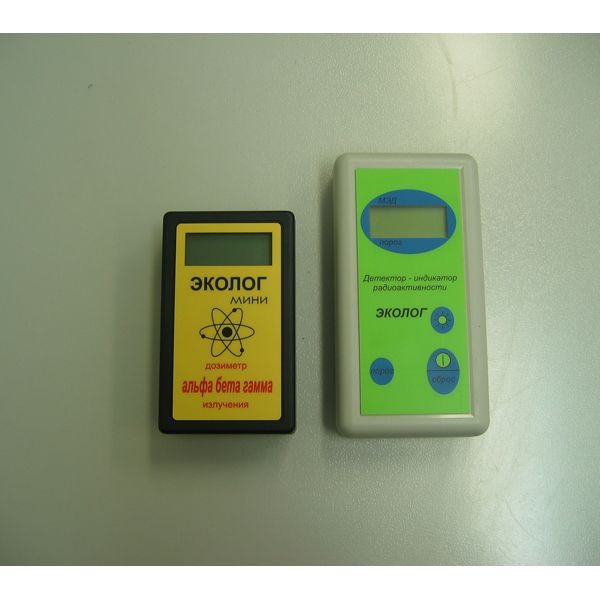 ЭКОЛОГ
мини
дозиметр
альфа бета гамма
излучения
МЭД
порог
Детектор - индикатор
радиоактивности
ЭКОЛОГ
порог
сброс